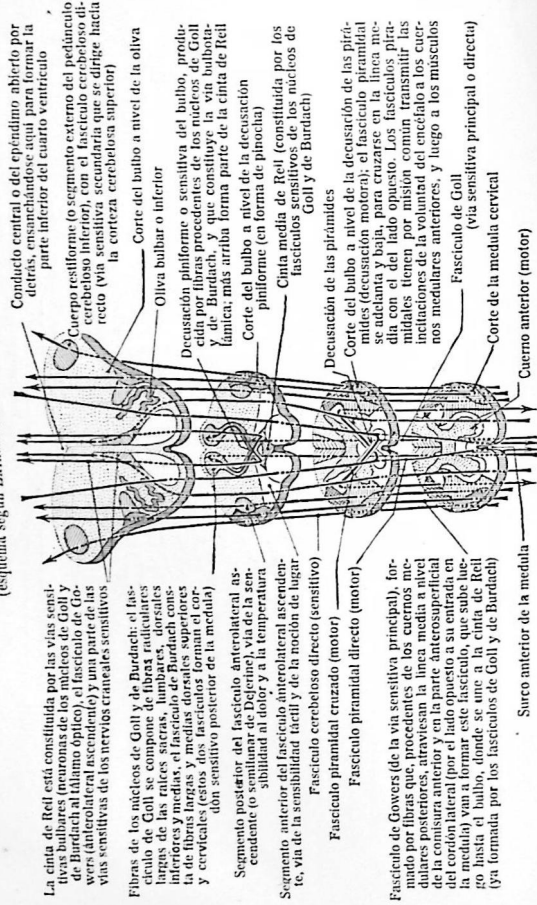 (esquema según
La cinta de Reil está constituida por las vías sensi-
tivas bulbares (neuronas de los núcleos de Goll y
de Burdach al tálamo óptico), el fascículo de Go-
wers (ánterolateral ascendente) y una parte de las
vías sensitivas de los nervios craneales sensitivos
Fibras de los núcleos de Goll y de Burdach: el fas-
cículo de Goll se compone de fibras radiculares
largas de las raíces sacras, lumbares, dorsales
inferiores y medias, el fascículo de Burdach cons-
ta de fibras largas y medias dorsales superiores
y cervicales (estos dos fascículos forman el cor-
dón sensitivo posterior de la medula)
Segmento posterior del fascículo ánterolateral as-
cendente (o semilunar de Dejerine), vía de la sen-
sibilidad al dolor y a la temperatura
Segmento anterior del fascículo ánterolateral ascenden-
te, vía de la sensibilidad táctil y de la noción de lugar
Fascículo cerebeloso directo (sensitivo)
Fascículo piramidal cruzado (motor)
Fascículo piramidal directo (motor)
Fascículo de Gowers (de la vía sensitiva principal), for-
mado por fibras que, procedentes de los cuernos me-
dulares posteriores, atraviesan la línea media a nivel
de la comisura anterior y en la parte ánterosuperficial
del cordón lateral (por el lado opuesto a su entrada en
la medula) van a formar este fascículo, que sube lue-
go hasta el bulbo, donde se une a la cinta de Reil
(ya formada por los fascículos de Goll y de Burdach)
Surco anterior de la medula
Conducto central o del epéndimo abierto por
detrás, ensanchándose aquí para formar la
parte inferior del cuarto ventrículo
Cuerpo restiforme (o segmento externo del pedúnculo
cerebeloso inferior), con el fascículo cerebeloso di-
recto (vía sensitiva secundaria que se dirige hacia
la corteza cerebelosa superior)
Corte del bulbo a nivel de la oliva
Oliva bulbar o inferior
Decusación piniforme o sensitiva del bulbo, produ-
cida por fibras procedentes de los núcleos de Goll
y de Burdach, y que constituye la vía bulbota-
lánica; más arriba forma parte de la cinta de Reil
Corte del bulbo a nivel de la decusación
piniforme (en forma de pinocha)
Cinta media de Reil (constituida por los
fascículos sensitivos de los núcleos de
Goll y de Burdach)
Decusación de las pirámides
Corte del bulbo a nivel de la decusación de las pirá-
mides (decusación motora); el fascículo piramidal
se adelanta y baja, para cruzarse en la línea me-
dia con el del lado opuesto. Los fascículos pira-
midales tienen por misión común transmitir las
incitaciones de la voluntad del encéfalo a los cuer-
nos medulares anteriores, y luego a los músculos
Fascículo de Goll
(vía sensitiva principal o directa)
Corte de la medula cervical
Cuerno anterior (motor)